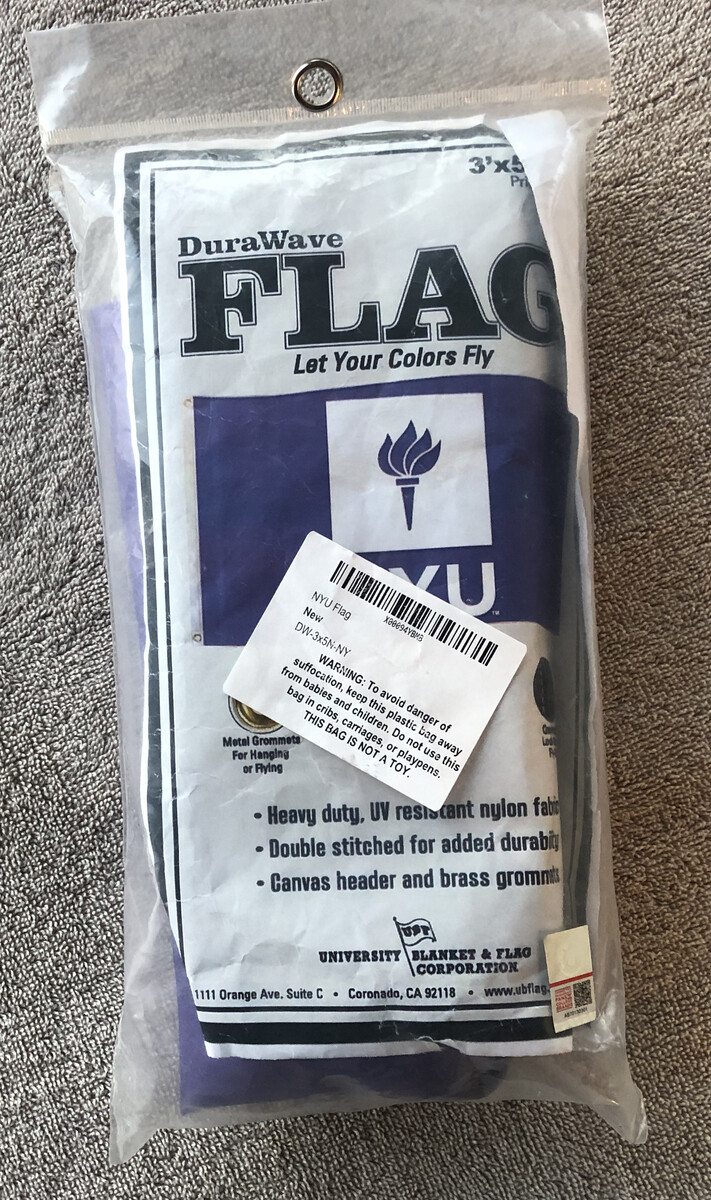 3'x5
DuraWave
FLAG
Let Your Colors Fly
YU
™
NYU Flag
X00094YBMB
New
DW-3x5N-NY
WARNING: To avoid danger of
suffocation, keep this plastic bag away
from babies and children. Do not use this
bag in cribs, carriages, or playpens.
THIS BAG IS NOT A TOY.
Metal Grommets
For Hanging
or Flying
• Heavy duty, UV resistant nylon fabric
• Double stitched for added durability
• Canvas header and brass grommets
UBF
UNIVERSITY BLANKET & FLAG
CORPORATION
1111 Orange Ave. Suite C • Coronado, CA 92118 • www.ubflag.